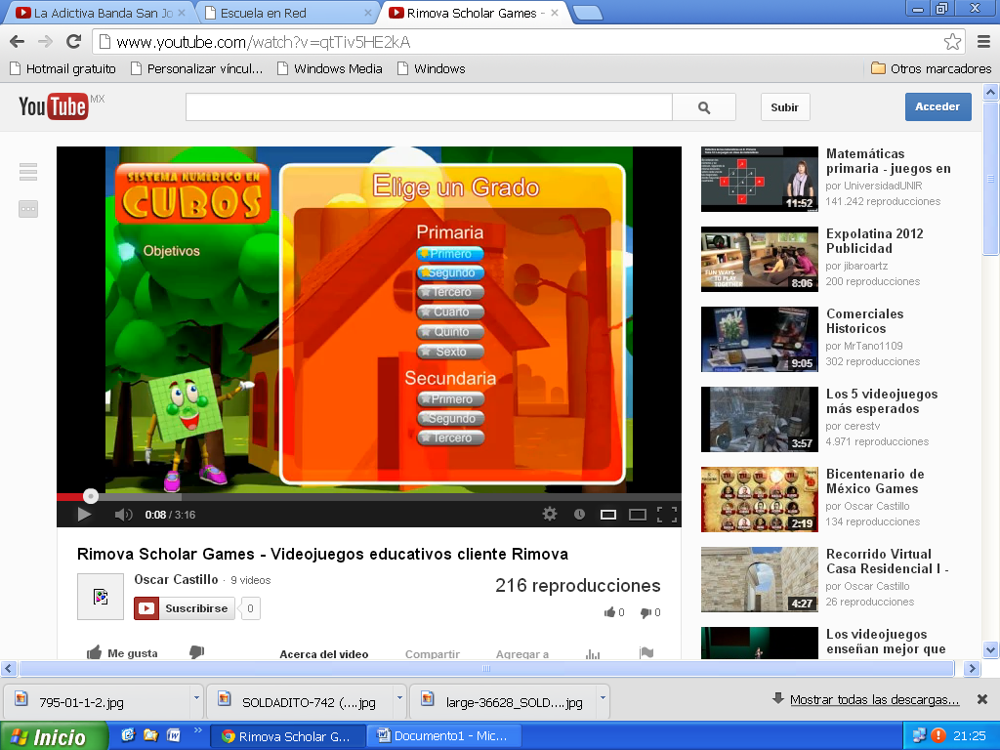 La Adictiva Banda San Jo
Escuela en Red
Rimova Scholar Games -
www.youtube.com/watch?v=qtTiv5HE2kA
Hotmail gratuito
Personalizar víncul...
Windows Media
Windows
Otros marcadores
YouTube MX
Subir
Acceder
SISTEMA NUMERICO EN
CUBOS
Objetivos
Elige un Grado
Primaria
Primero
Segundo
Tercero
Cuarto
Quinto
Sexto
Secundaria
Primero
Segundo
Tercero
0:08 / 3:16
Rimova Scholar Games - Videojuegos educativos cliente Rimova
Oscar Castillo · 9 videos
Suscribirse 0
216 reproducciones
0 0
Me gusta
Acerca del video
Compartir
Agregar a
11:52
Matemáticas
primaria - juegos en
por UniversidadUNIR
141.242 reproducciones
FUN WAYS
TO PLAY
TOGETHER
8:06
Expolatina 2012
Publicidad
por jibaroartz
200 reproducciones
9:05
Comerciales
Historicos
por MrTano1109
302 reproducciones
3:57
Los 5 videojuegos
más esperados
por cerestv
4.971 reproducciones
2:19
Bicentenario de
México Games
por Oscar Castillo
134 reproducciones
4:27
Recorrido Virtual
Casa Residencial I -
por Oscar Castillo
26 reproducciones
Los videojuegos
enseñan mejor que
795-01-1-2.jpg
SOLDADITO-742 (....jpg
large-36628_SOLD....jpg
Mostrar todas las descargas...
Inicio
Rimova Scholar G...
Documento1 - Mic...
21:25